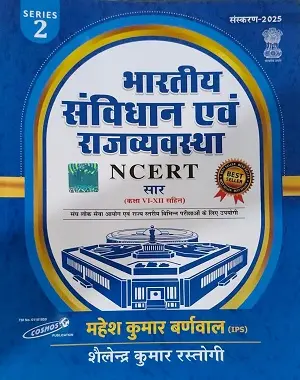 SERIES
2
संस्करण-2025
भारतीय
संविधान एवं
राजव्यवस्था
NCERT
सार
(कक्षा VI-XII सहित)
BEST
SELLER
संघ लोक सेवा आयोग एवं राज्य स्तरीय विभिन्न परीक्षाओं के लिए उपयोगी
COSMOS
PUBLICATION
महेश कुमार बर्णवाल (IPS)
शैलेन्द्र कुमार रस्तोगी